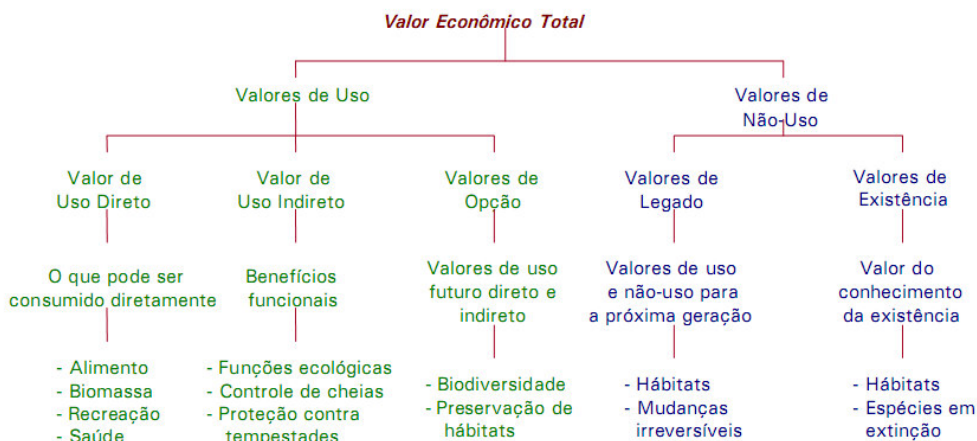 Valor Econômico Total
Valores de Uso
Valores de
Não-Uso
Valor de
Uso Direto
Valor de
Uso Indireto
Valores de
Opção
Valores de
Legado
Valores de
Existência
O que pode ser
consumido diretamente
Benefícios
funcionais
Valores de uso
futuro direto e
indireto
Valores de uso
e não-uso para
a próxima geração
Valor do
conhecimento
da existência
- Alimento
- Biomassa
- Recreação
- Saúde
- Funções ecológicas
- Controle de cheias
- Proteção contra
tempestades
- Biodiversidade
- Preservação de
hábitats
- Hábitats
- Mudanças
irreversíveis
- Hábitats
- Espécies em
extinção